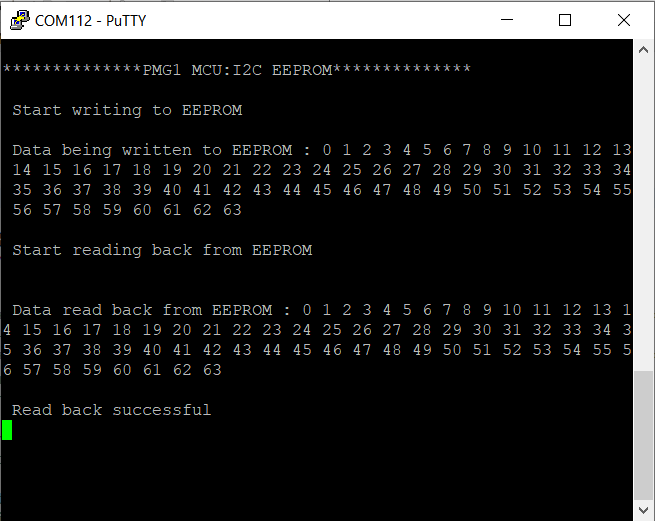 COM112 - PuTTY
**************PMG1 MCU:I2C EEPROM**************
Start writing to EEPROM
Data being written to EEPROM : 0 1 2 3 4 5 6 7 8 9 10 11 12 13
14 15 16 17 18 19 20 21 22 23 24 25 26 27 28 29 30 31 32 33 34
35 36 37 38 39 40 41 42 43 44 45 46 47 48 49 50 51 52 53 54 55
56 57 58 59 60 61 62 63
Start reading back from EEPROM
Data read back from EEPROM : 0 1 2 3 4 5 6 7 8 9 10 11 12 13 1
4 15 16 17 18 19 20 21 22 23 24 25 26 27 28 29 30 31 32 33 34 3
5 36 37 38 39 40 41 42 43 44 45 46 47 48 49 50 51 52 53 54 55 5
6 57 58 59 60 61 62 63
Read back successful